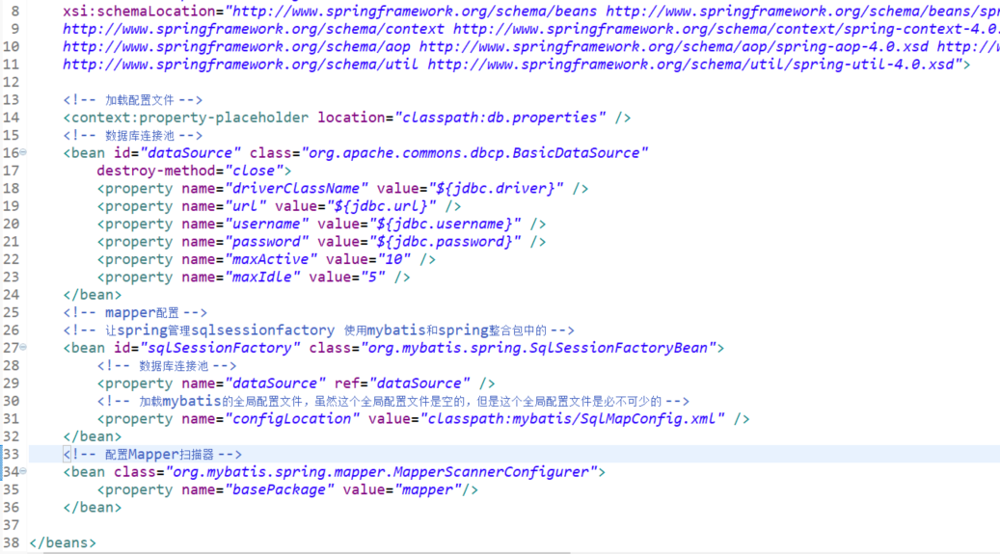 8 xsi:schemaLocation="http://www.springframework.org/schema/beans http://www.springframework.org/schema/beans/spr
9 http://www.springframework.org/schema/context http://www.springframework.org/schema/context/spring-context-4.0.
10 http://www.springframework.org/schema/aop http://www.springframework.org/schema/aop/spring-aop-4.0.xsd http://w
11 http://www.springframework.org/schema/util http://www.springframework.org/schema/util/spring-util-4.0.xsd">
12
13 <!-- 加载配置文件 -->
14 <context:property-placeholder location="classpath:db.properties" />
15 <!-- 数据库连接池 -->
16 <bean id="dataSource" class="org.apache.commons.dbcp.BasicDataSource"
17 destroy-method="close">
18 <property name="driverClassName" value="${jdbc.driver}" />
19 <property name="url" value="${jdbc.url}" />
20 <property name="username" value="${jdbc.username}" />
21 <property name="password" value="${jdbc.password}" />
22 <property name="maxActive" value="10" />
23 <property name="maxIdle" value="5" />
24 </bean>
25 <!-- mapper配置 -->
26 <!-- 让spring管理sqlsessionfactory 使用mybatis和spring整合包中的 -->
27 <bean id="sqlSessionFactory" class="org.mybatis.spring.SqlSessionFactoryBean">
28 <!-- 数据库连接池 -->
29 <property name="dataSource" ref="dataSource" />
30 <!-- 加载mybatis的全局配置文件，虽然这个全局配置文件是空的，但是这个全局配置文件是必不可少的 -->
31 <property name="configLocation" value="classpath:mybatis/SqlMapConfig.xml" />
32 </bean>
33 <!-- 配置Mapper扫描器 -->
34 <bean class="org.mybatis.spring.mapper.MapperScannerConfigurer">
35 <property name="basePackage" value="mapper"/>
36 </bean>
37
38 </beans>